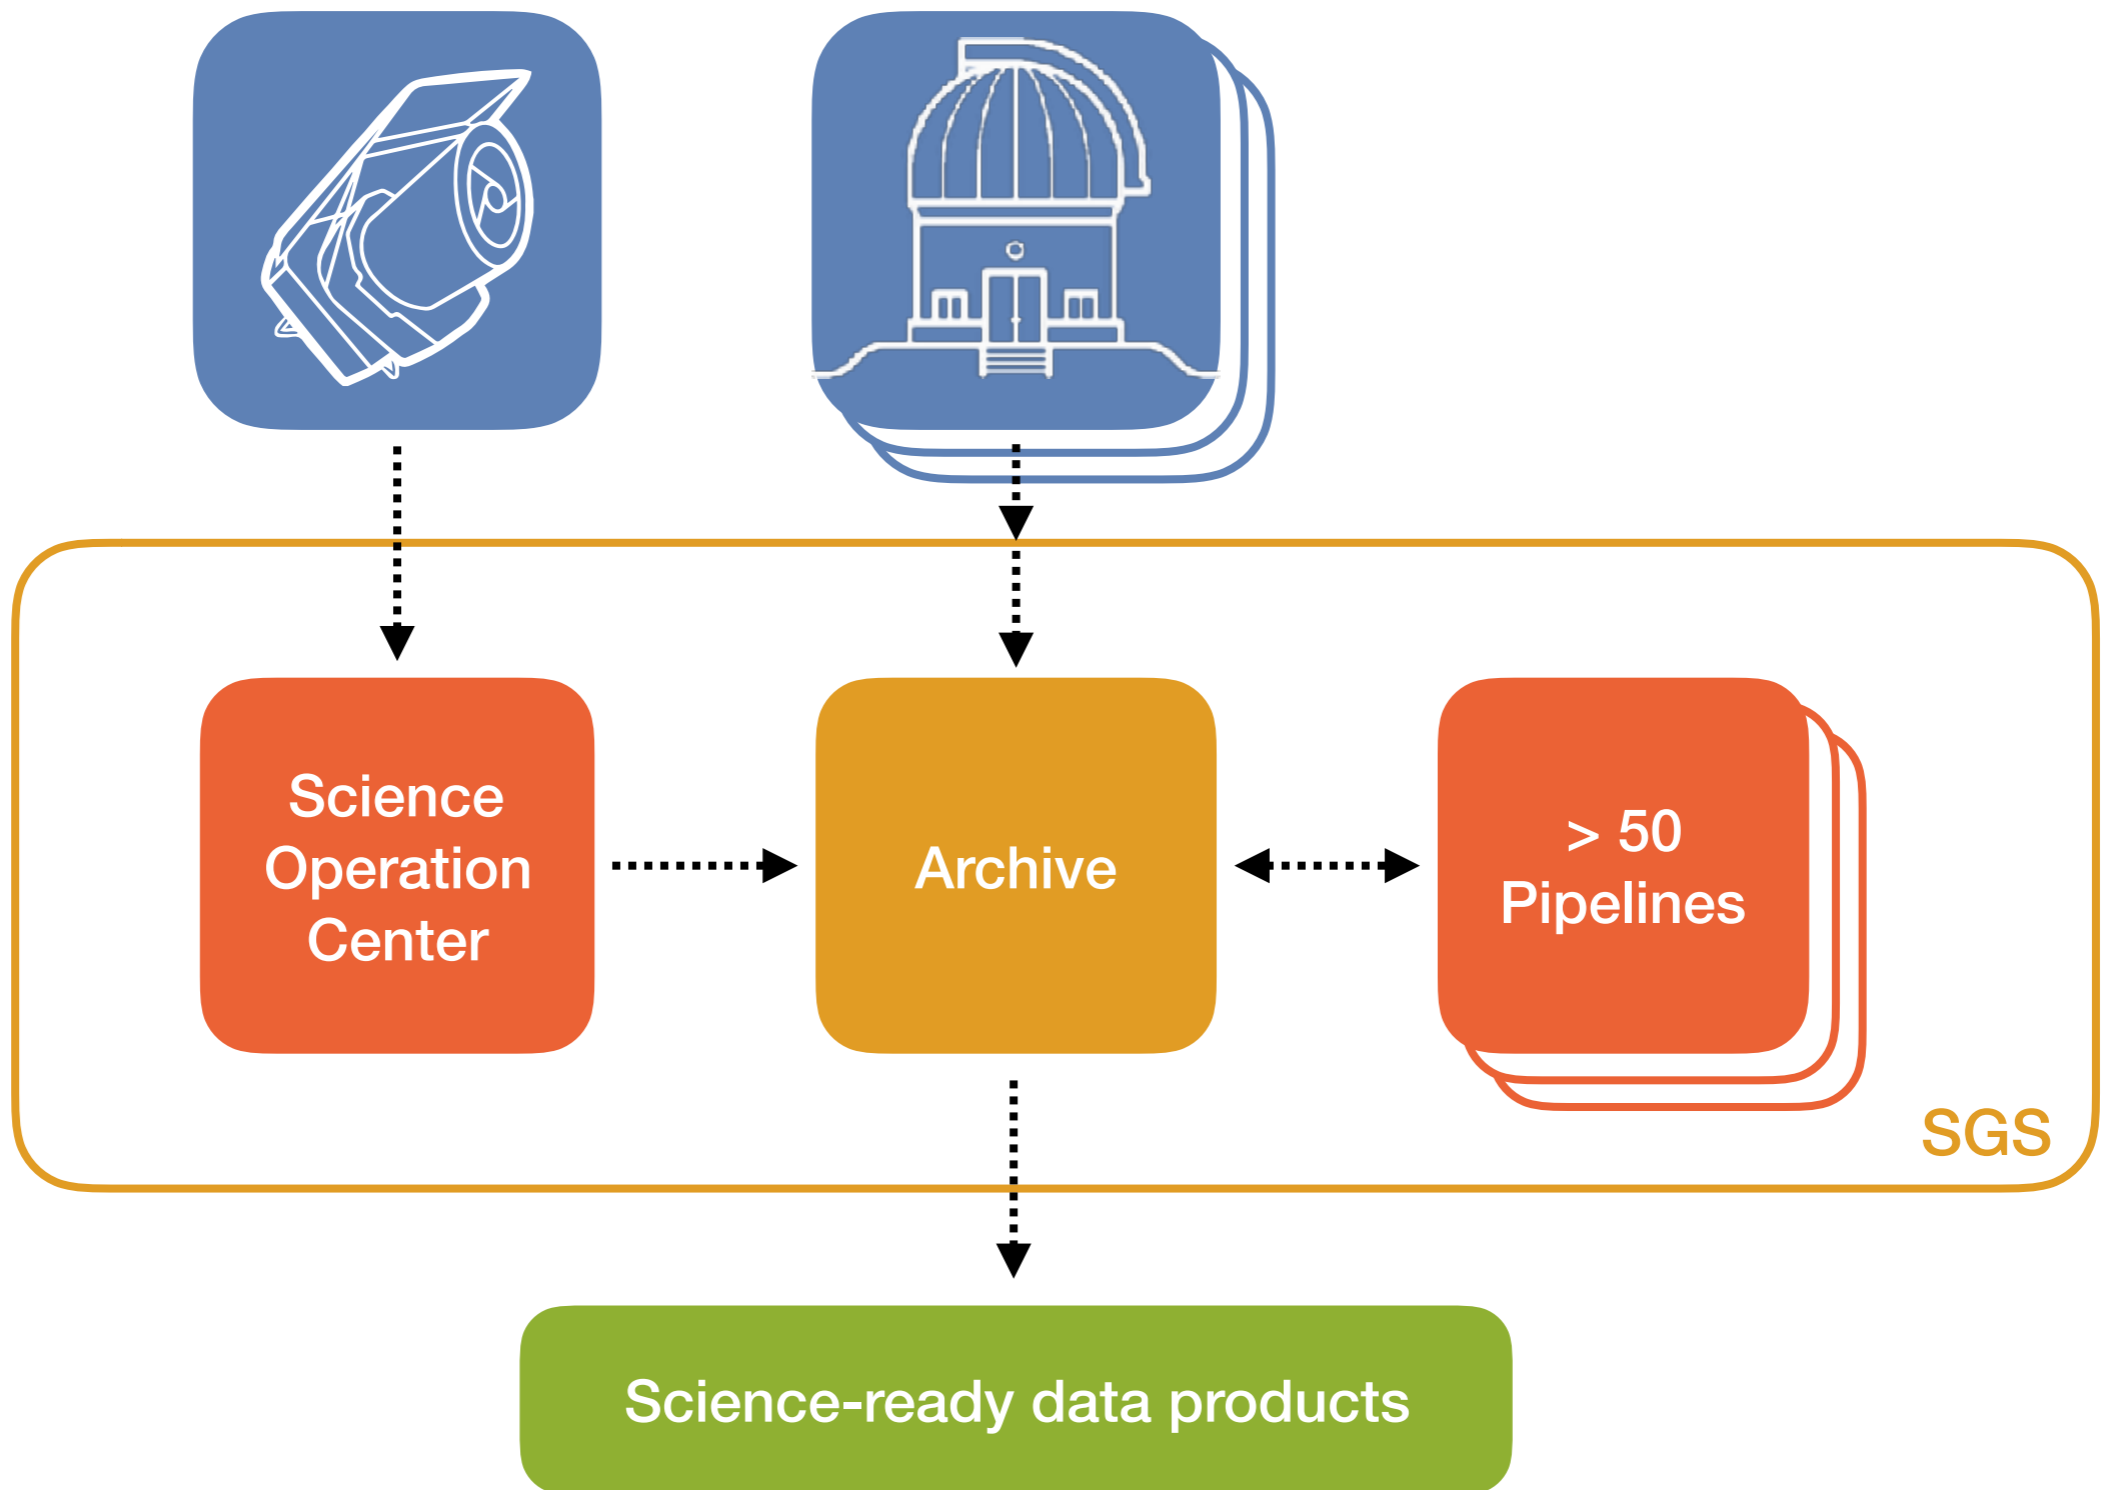 Science
Operation
Center
Archive
> 50
Pipelines
SGS
Science-ready data products